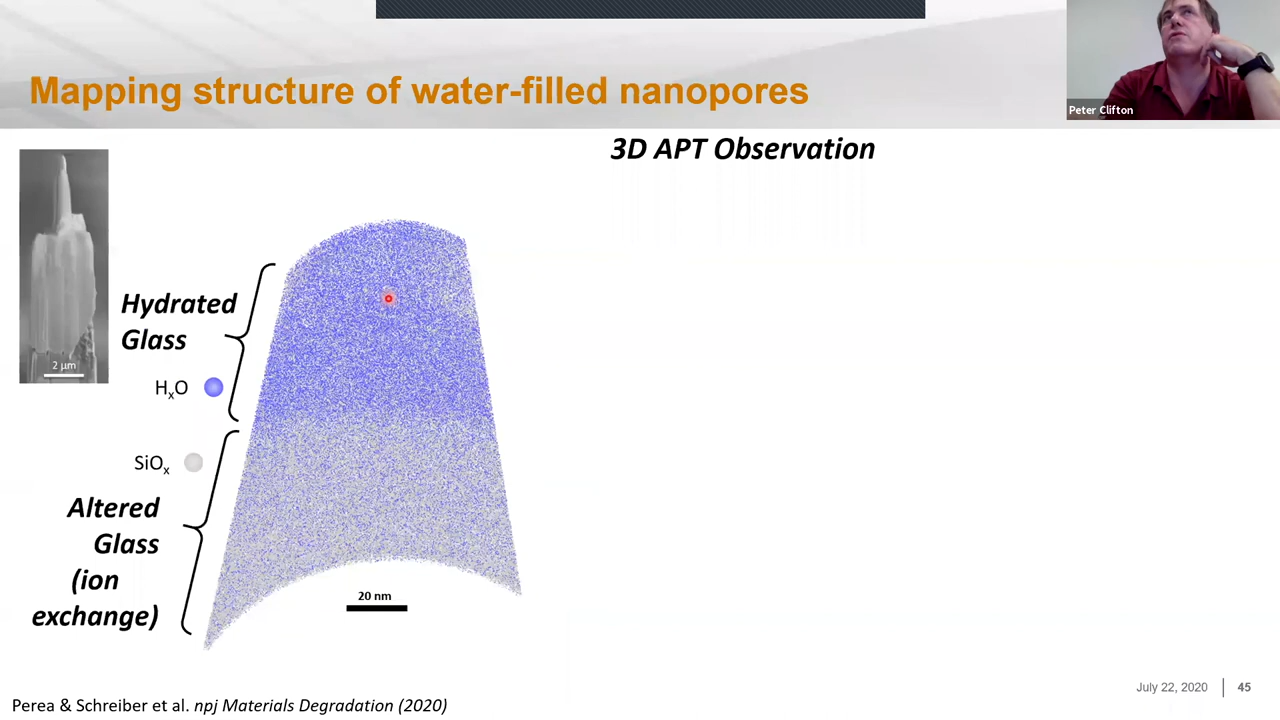 Mapping structure of water-filled nanopores
Peter Clifton
3D APT Observation
2 µm
Hydrated
Glass
HxO
SiOx
Altered
Glass
(ion
exchange)
20 nm
Perea & Schreiber et al. npj Materials Degradation (2020)
July 22, 2020 | 45